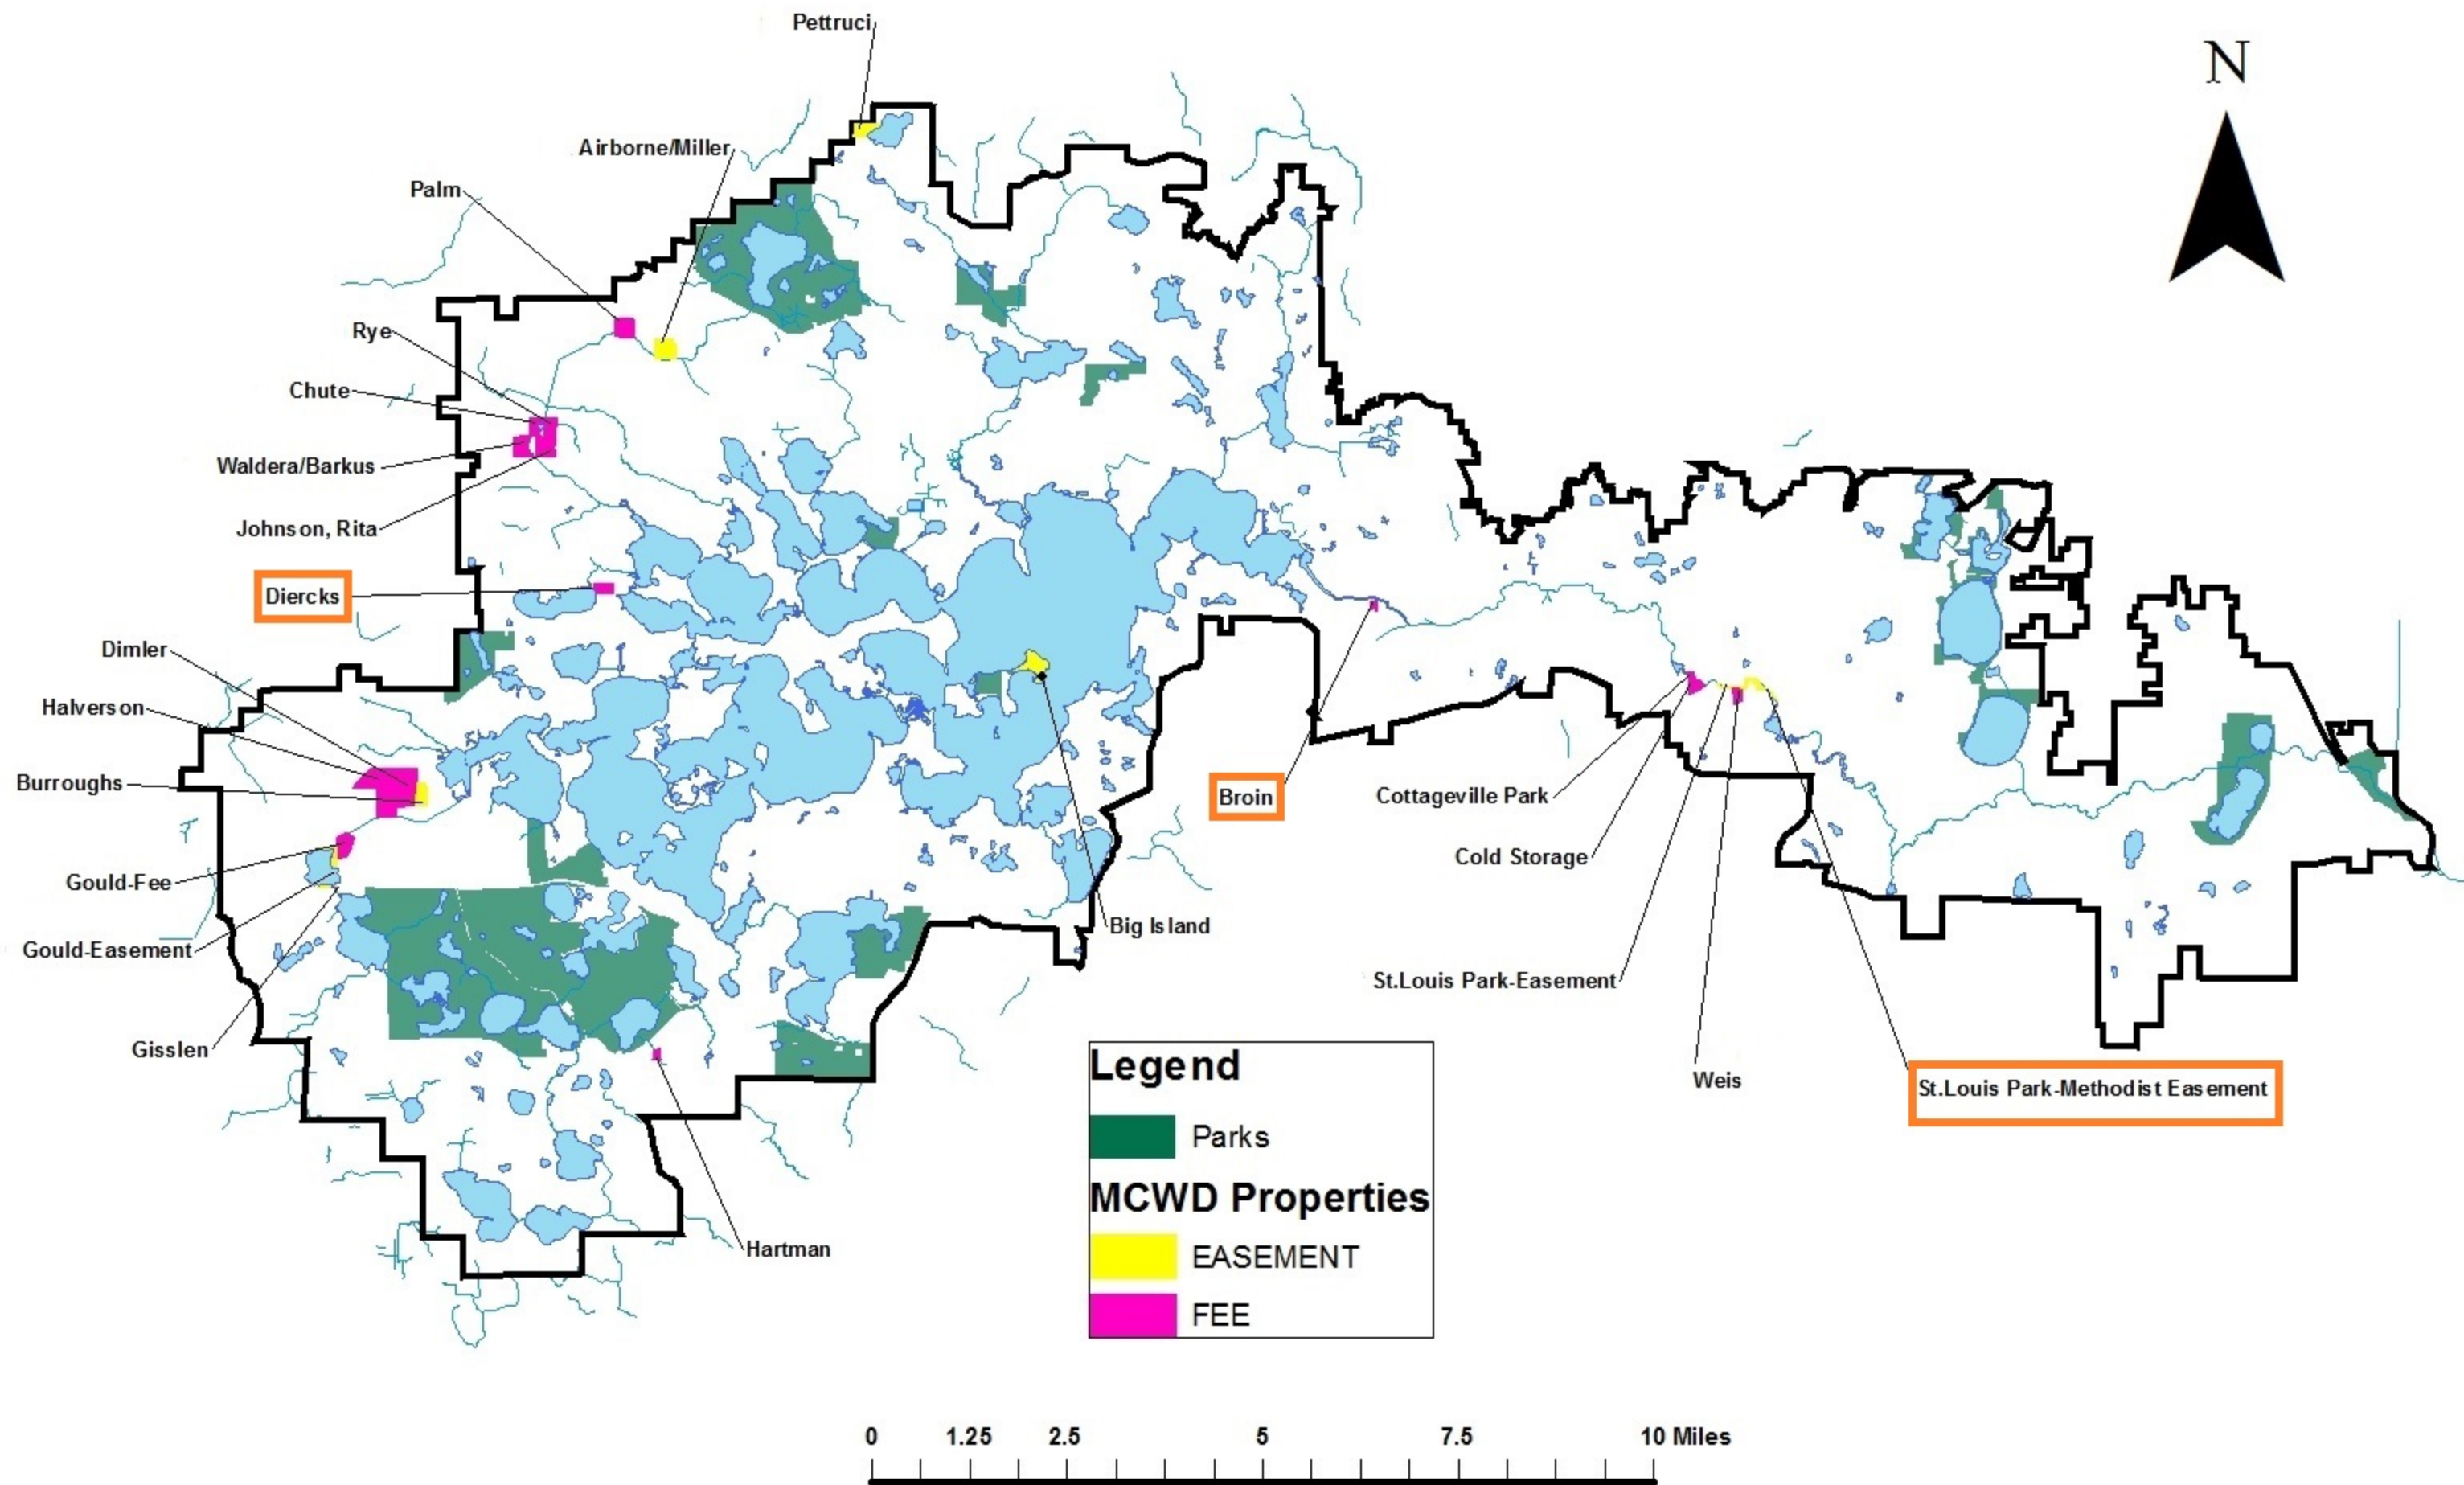 Pettruci
N
Airborne/Miller
Palm
Rye
Chute
Waldera/Barkus
Johnson, Rita
Diercks
Dimler
Halverson
Burroughs
Gould-Fee
Gould-Easement
Gisslen
Hartman
Big Island
Broin
Cottageville Park
Cold Storage
St.Louis Park-Easement
Weis
St.Louis Park-Methodist Easement
Legend
Parks
MCWD Properties
EASEMENT
FEE
0 1.25 2.5 5 7.5 10 Miles